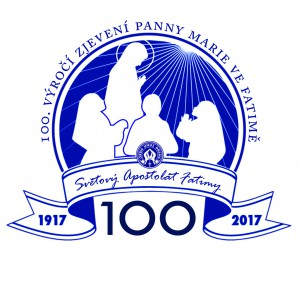 100. VÝROČÍ ZJEVENÍ PANNY MARIE VE FATIMĚ
Světový Apoštolát Fatimy
1917 100 2017